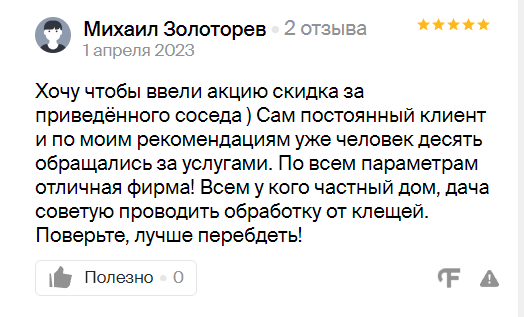 Михаил Золоторев • 2 отзыва
1 апреля 2023
Хочу чтобы ввели акцию скидка за
приведённого соседа ) Сам постоянный клиент
и по моим рекомендациям уже человек десять
обращались за услугами. По всем параметрам
отличная фирма! Всем у кого частный дом, дача
советую проводить обработку от клещей.
Поверьте, лучше перебдеть!
Полезно • 0